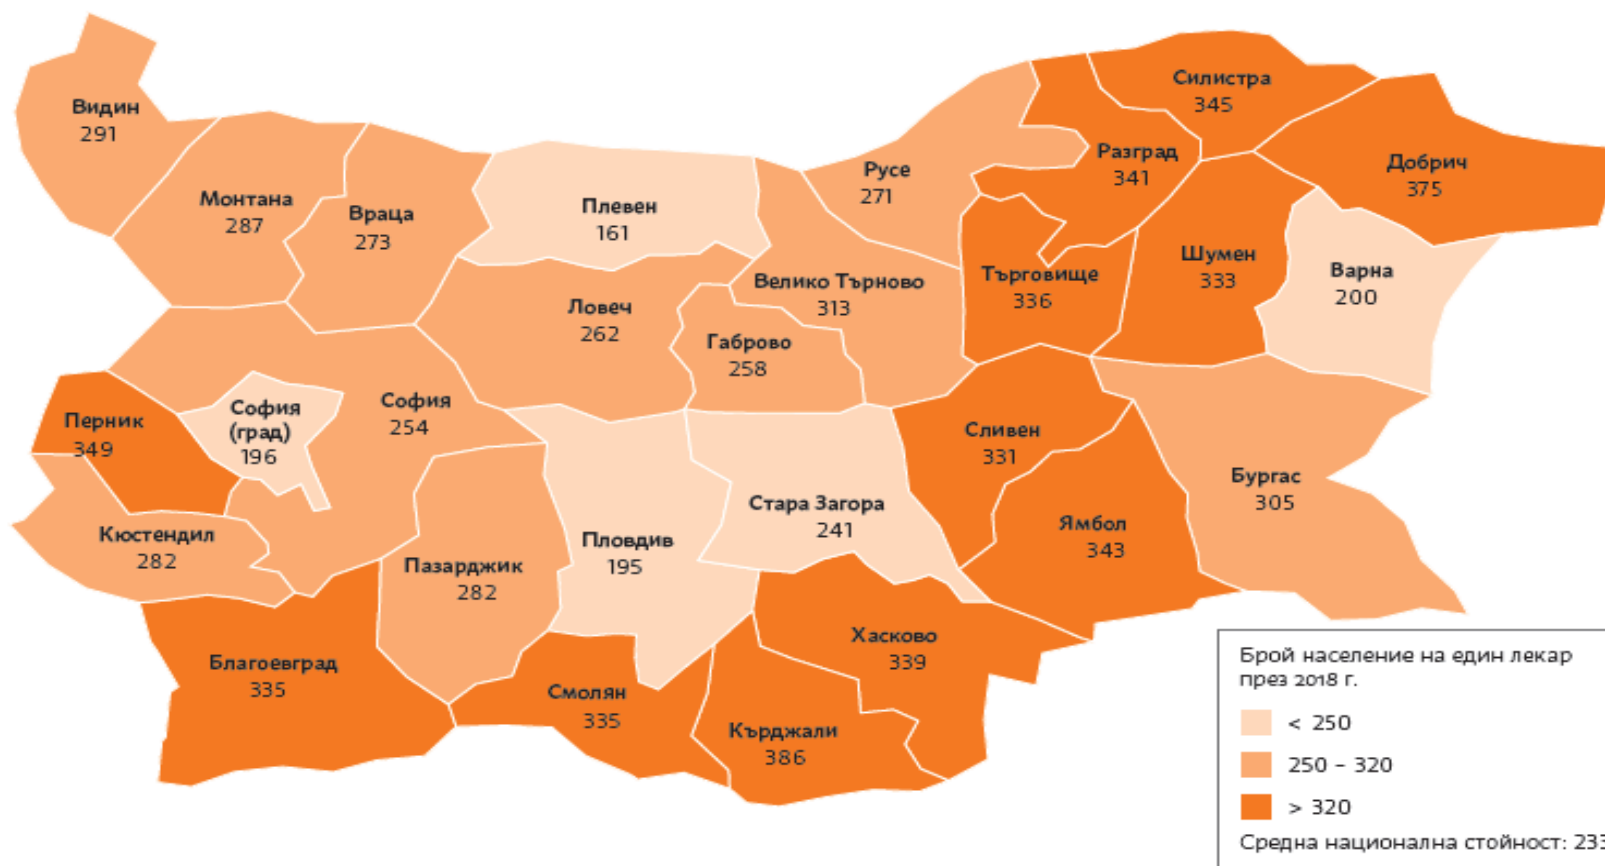 Видин
291
Монтана
287
Враца
273
Плевен
161
Ловеч
262
Габрово
258
Велико Търново
313
Русе
271
Силистра
345
Разград
341
Добрич
375
Търговище
336
Шумен
333
Варна
200
Перник
349
София
(град)
196
София
254
Кюстендил
282
Пазарджик
282
Пловдив
195
Стара Загора
241
Сливен
331
Ямбол
343
Бургас
305
Благоевград
335
Смолян
335
Кърджали
386
Хасково
339
Брой население на един лекар
през 2018 г.
< 250
250 – 320
> 320
Средна национална стойност: 233